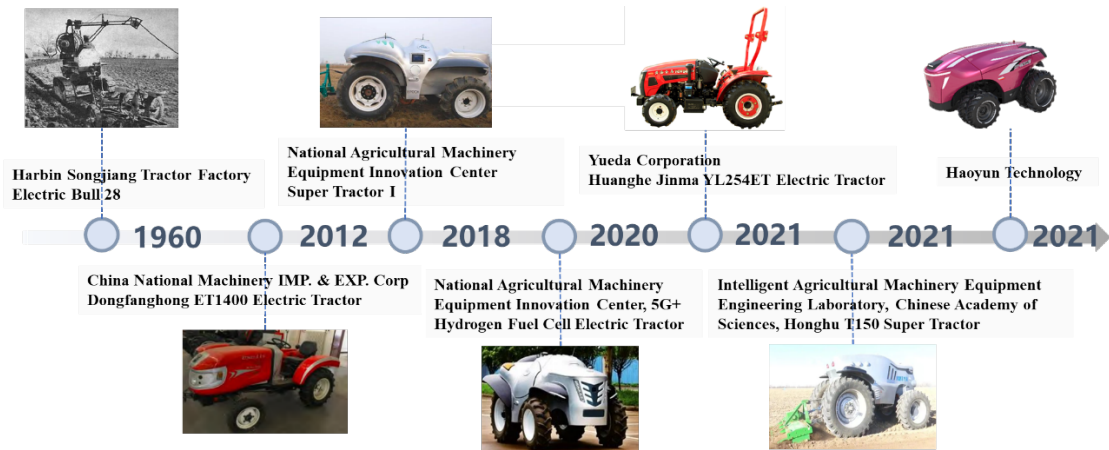 Harbin Songjiang Tractor Factory
Electric Bull 28
National Agricultural Machinery
Equipment Innovation Center
Super Tractor I
Yueda Corporation
Huanghe Jinma YL254ET Electric Tractor
Haoyun Technology
1960
2012
2018
2020
2021
2021
2021
China National Machinery IMP. & EXP. Corp
Dongfanghong ET1400 Electric Tractor
National Agricultural Machinery
Equipment Innovation Center, 5G+
Hydrogen Fuel Cell Electric Tractor
Intelligent Agricultural Machinery Equipment
Engineering Laboratory, Chinese Academy of
Sciences, Honghu T150 Super Tractor